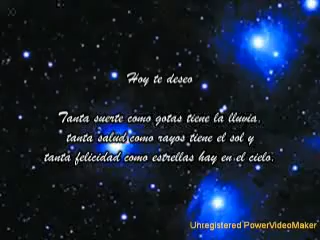 Hoy te deseo
Tanta suerte como gotas tiene la lluvia,
tanta salud como rayos tiene el sol y
tanta felicidad como estrellas hay en el cielo.
Unregistered PowerVideoMaker